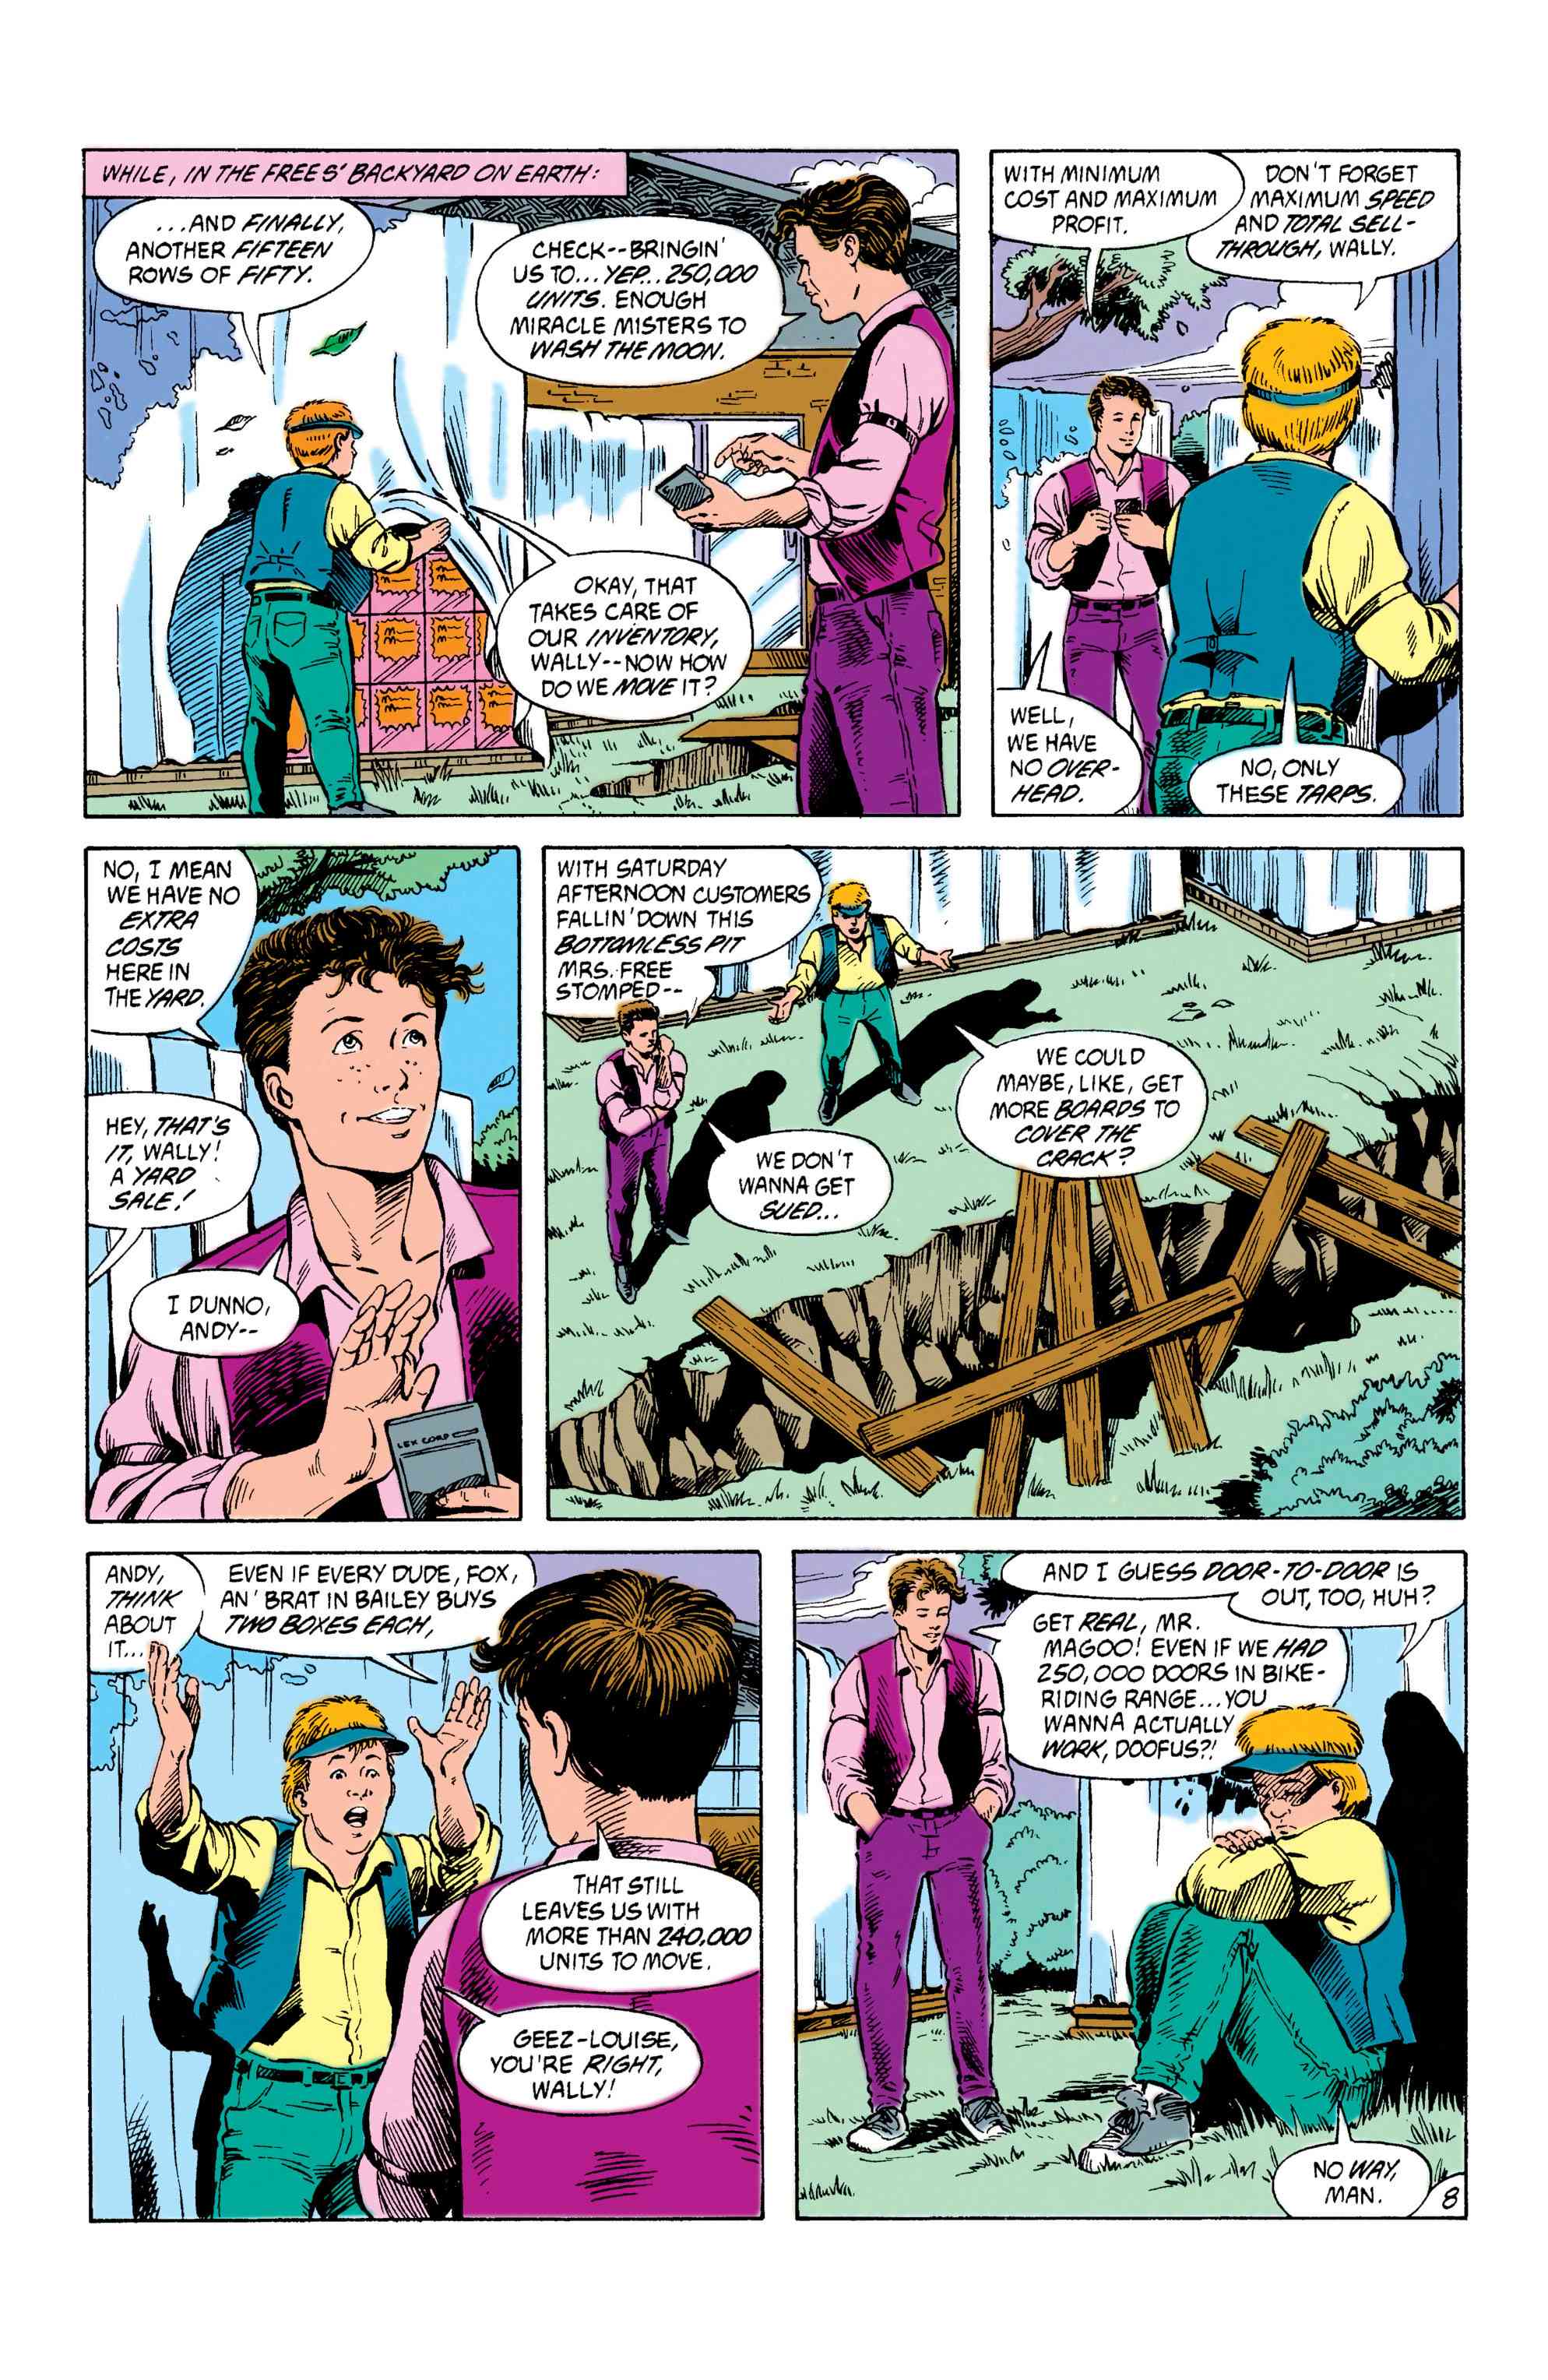 WHILE, IN THE FREES' BACKYARD ON EARTH:
...AND FINALLY,
ANOTHER FIFTEEN
ROWS OF FIFTY.
CHECK--BRINGIN'
US TO...YEP...250,000
UNITS. ENOUGH
MIRACLE MISTERS TO
WASH THE MOON.
OKAY, THAT
TAKES CARE OF
OUR INVENTORY,
WALLY--NOW HOW
DO WE MOVE IT?
WITH MINIMUM
COST AND MAXIMUM
PROFIT.
DON'T FORGET
MAXIMUM SPEED
AND TOTAL SELL-
THROUGH, WALLY.
WELL,
WE HAVE
NO OVER-
HEAD.
NO, ONLY
THESE TARPS.
NO, I MEAN
WE HAVE NO
EXTRA
COSTS
HERE IN
THE YARD.
HEY, THAT'S
IT, WALLY!
A YARD
SALE!
I DUNNO,
ANDY--
LEX CORP
WITH SATURDAY
AFTERNOON CUSTOMERS
FALLIN' DOWN THIS
BOTTOMLESS PIT
MRS. FREE
STOMPED--
WE DON'T
WANNA GET
SUED...
WE COULD
MAYBE, LIKE, GET
MORE BOARDS TO
COVER THE
CRACK?
ANDY,
THINK
ABOUT
IT...
EVEN IF EVERY DUDE, FOX,
AN' BRAT IN BAILEY BUYS
TWO BOXES EACH,
THAT STILL
LEAVES US WITH
MORE THAN 240,000
UNITS TO MOVE.
GEEZ-LOUISE,
YOU'RE RIGHT,
WALLY!
AND I GUESS DOOR-TO-DOOR IS
OUT, TOO, HUH?
GET REAL, MR.
MAGOO! EVEN IF WE HAD
250,000 DOORS IN BIKE-
RIDING RANGE...YOU
WANNA ACTUALLY
WORK, DOOFUS?!
NO WAY,
MAN.
8